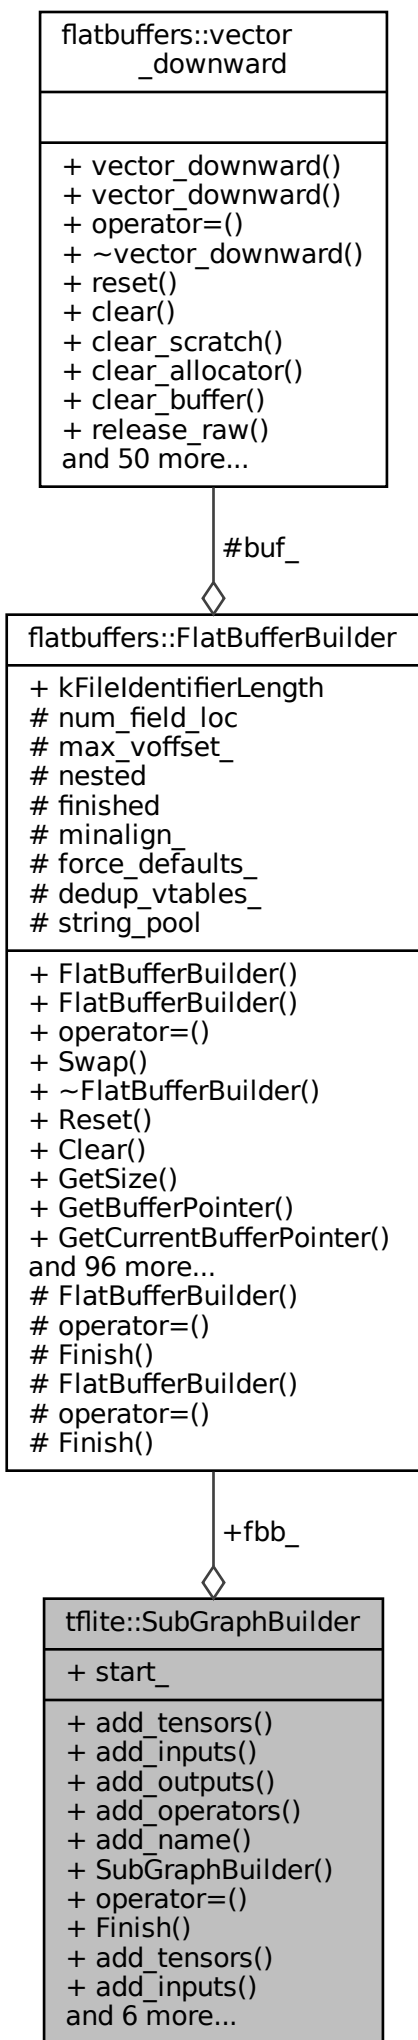 flatbuffers::vector
_downward
+ vector_downward()
+ vector_downward()
+ operator=()
+ ~vector_downward()
+ reset()
+ clear()
+ clear_scratch()
+ clear_allocator()
+ clear_buffer()
+ release_raw()
and 50 more...
#buf_
flatbuffers::FlatBufferBuilder
+ kFileIdentifierLength
# num_field_loc
# max_voffset_
# nested
# finished
# minalign_
# force_defaults_
# dedup_vtables_
# string_pool
+ FlatBufferBuilder()
+ FlatBufferBuilder()
+ operator=()
+ Swap()
+ ~FlatBufferBuilder()
+ Reset()
+ Clear()
+ GetSize()
+ GetBufferPointer()
+ GetCurrentBufferPointer()
and 96 more...
# FlatBufferBuilder()
# operator=()
# Finish()
# FlatBufferBuilder()
# operator=()
# Finish()
+fbb_
tflite::SubGraphBuilder
+ start_
+ add_tensors()
+ add_inputs()
+ add_outputs()
+ add_operators()
+ add_name()
+ SubGraphBuilder()
+ operator=()
+ Finish()
+ add_tensors()
+ add_inputs()
and 6 more...